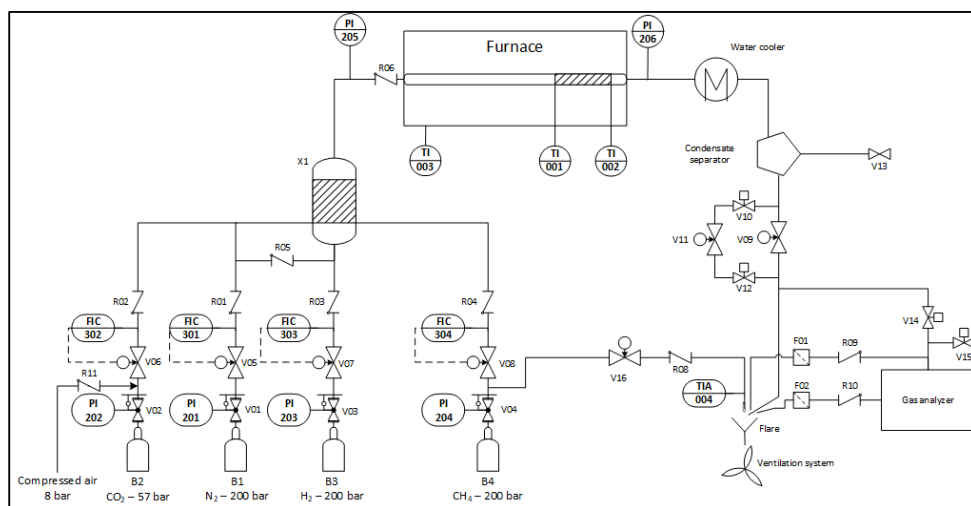 PI
205
PI
206
Furnace
Water cooler
R06
TI
003
TI
001
TI
002
Condensate
separator
V13
X1
V10
V11
V09
V12
R05
R02
R01
R03
R04
FIC
302
FIC
301
FIC
303
FIC
304
V06
V05
V07
V08
V14
F01
R09
V15
R11
V16
R08
PI
202
V02
PI
201
V01
PI
203
V03
PI
204
V04
TIA
004
F02
R10
Gas analyzer
Flare
Ventilation system
Compressed air
8 bar
B2
CO₂ – 57 bar
B1
N₂ – 200 bar
B3
H₂ – 200 bar
B4
CH₄ – 200 bar